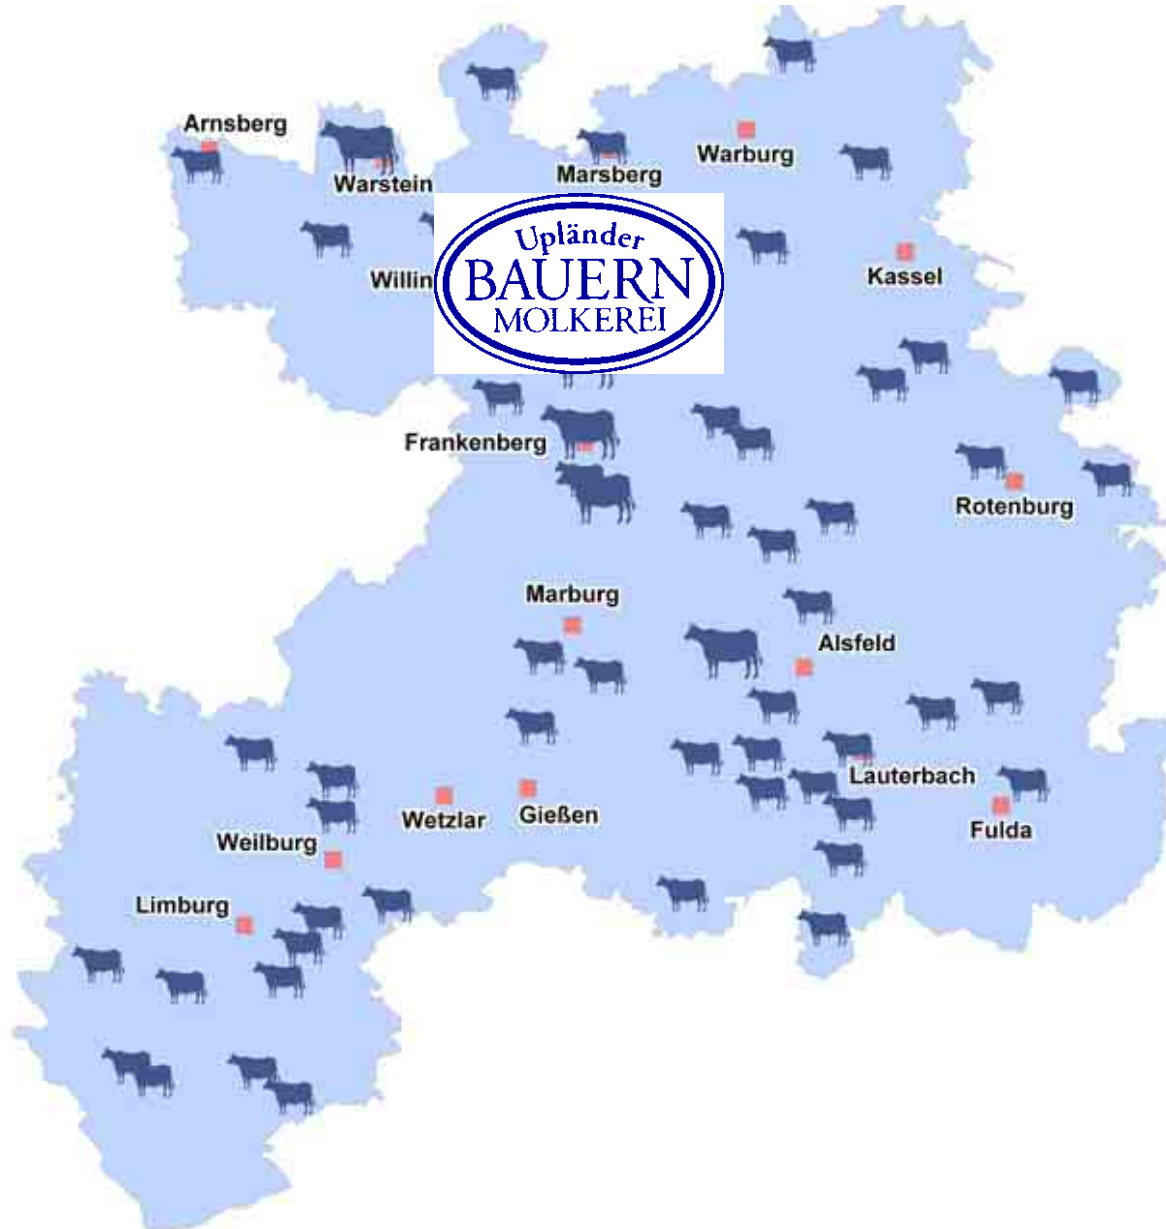 Arnsberg
Warstein
Marsberg
Warburg
Upländer
BAUERN
MOLKEREI
Willin
Kassel
Frankenberg
Rotenburg
Marburg
Alsfeld
Lauterbach
Wetzlar
Gießen
Fulda
Weilburg
Limburg